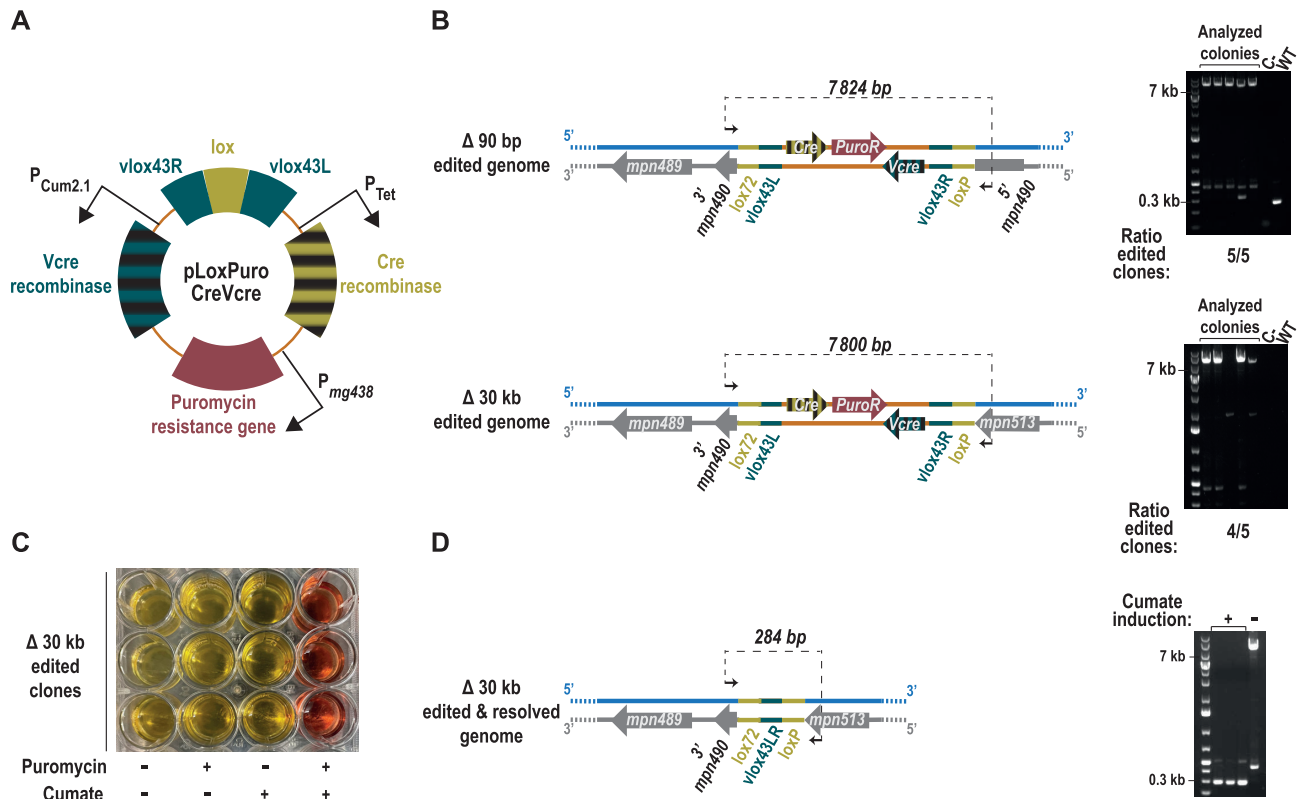 A
lox
vlox43R
vlox43L
PCum2.1
PTet
Vcre
recombinase
pLoxPuro
CreVcre
Cre
recombinase
Pmg438
Puromycin
resistance gene
B
7 824 bp
Δ 90 bp
edited genome
5’
3’
Cre
PuroR
3’
mpn489
Vcre
5’
3’
mpn490
lox72
vlox43L
vlox43R
loxP
5’
mpn490
Analyzed
colonies
C-
WT
7 kb
0.3 kb
Ratio
edited
clones:
5/5
7 800 bp
Δ 30 kb
edited genome
5’
3’
Cre
PuroR
3’
mpn489
Vcre
mpn513
5’
3’
mpn490
lox72
vlox43L
vlox43R
loxP
Analyzed
colonies
C-
WT
7 kb
Ratio
edited
clones:
4/5
C
Δ 30 kb
edited
clones
Puromycin - + - +
Cumate - - + +
D
284 bp
Δ 30 kb
edited & resolved
genome
5’
3’
3’
mpn489
mpn513
5’
3’
mpn490
lox72
vlox43LR
loxP
Cumate
induction:
+ -
7 kb
0.3 kb